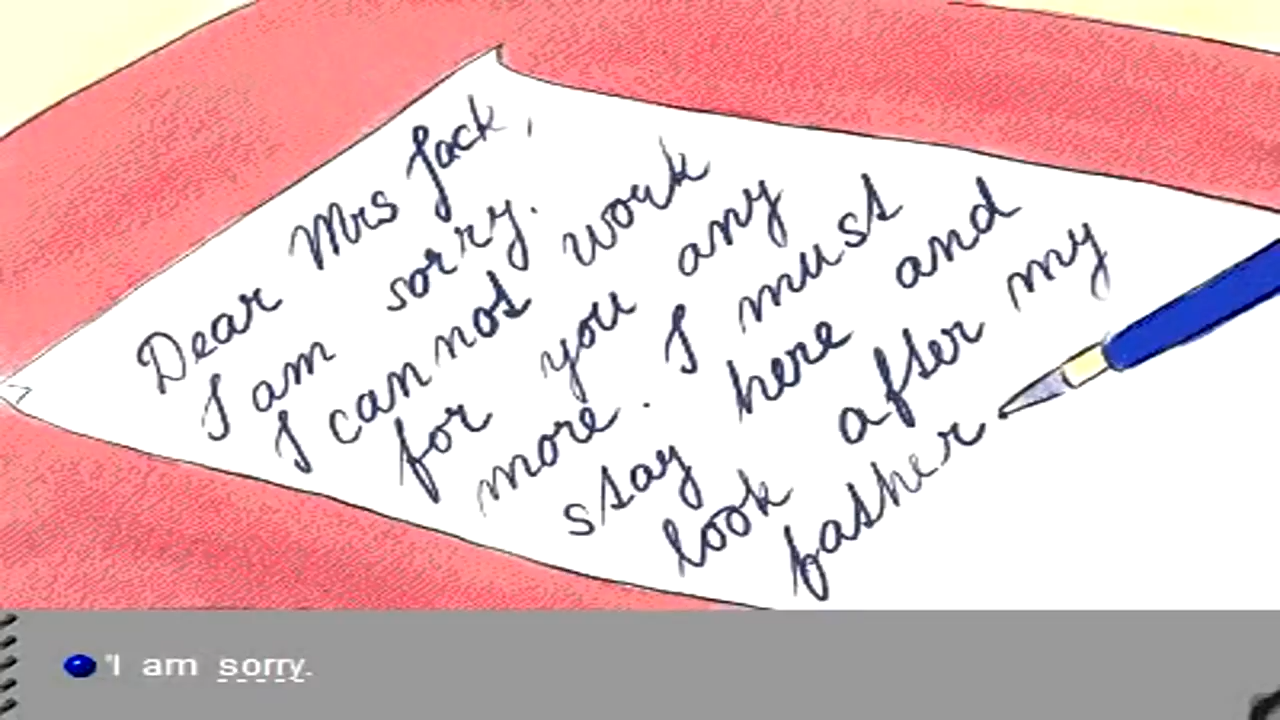 Dear Mrs Jack,
I am sorry.
I cannot work
for you any
more. I must
stay here and
look after my
father
"I am sorry.